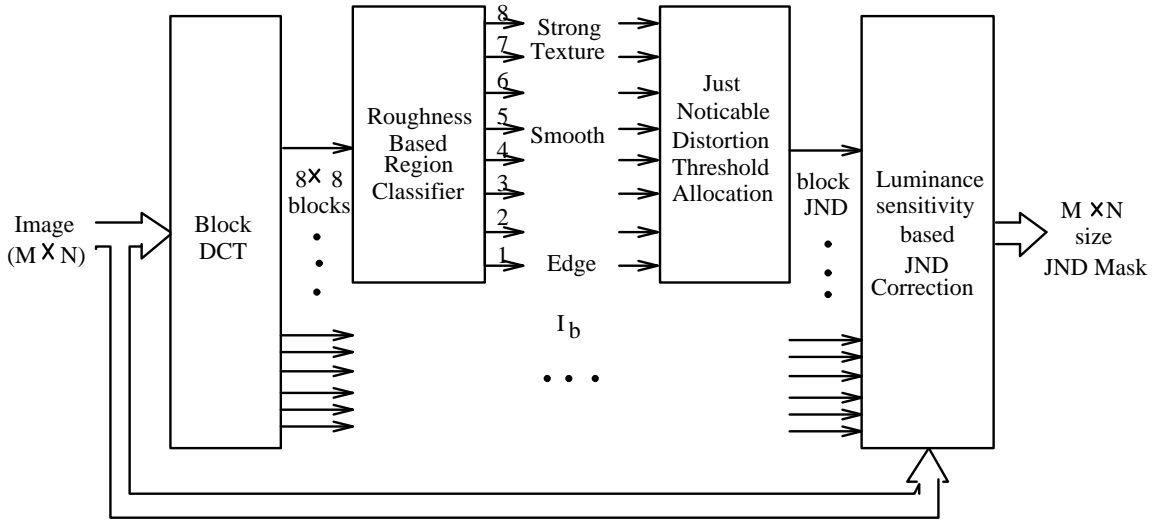 Image
(M X N)
Block
DCT
8 X 8
blocks
Roughness
Based
Region
Classifier
8
7
6
5
4
3
2
1
Strong
Texture
Smooth
Edge
I b
Just
Noticable
Distortion
Threshold
Allocation
block
JND
Luminance
sensitivity
based
JND
Correction
M X N
size
JND Mask